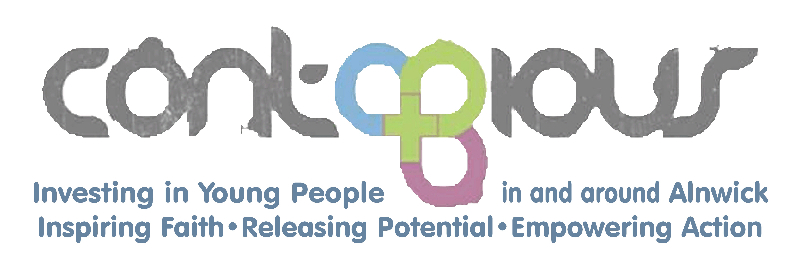 contagious
Investing in Young People in and around Alnwick
Inspiring Faith•Releasing Potential•Empowering Action